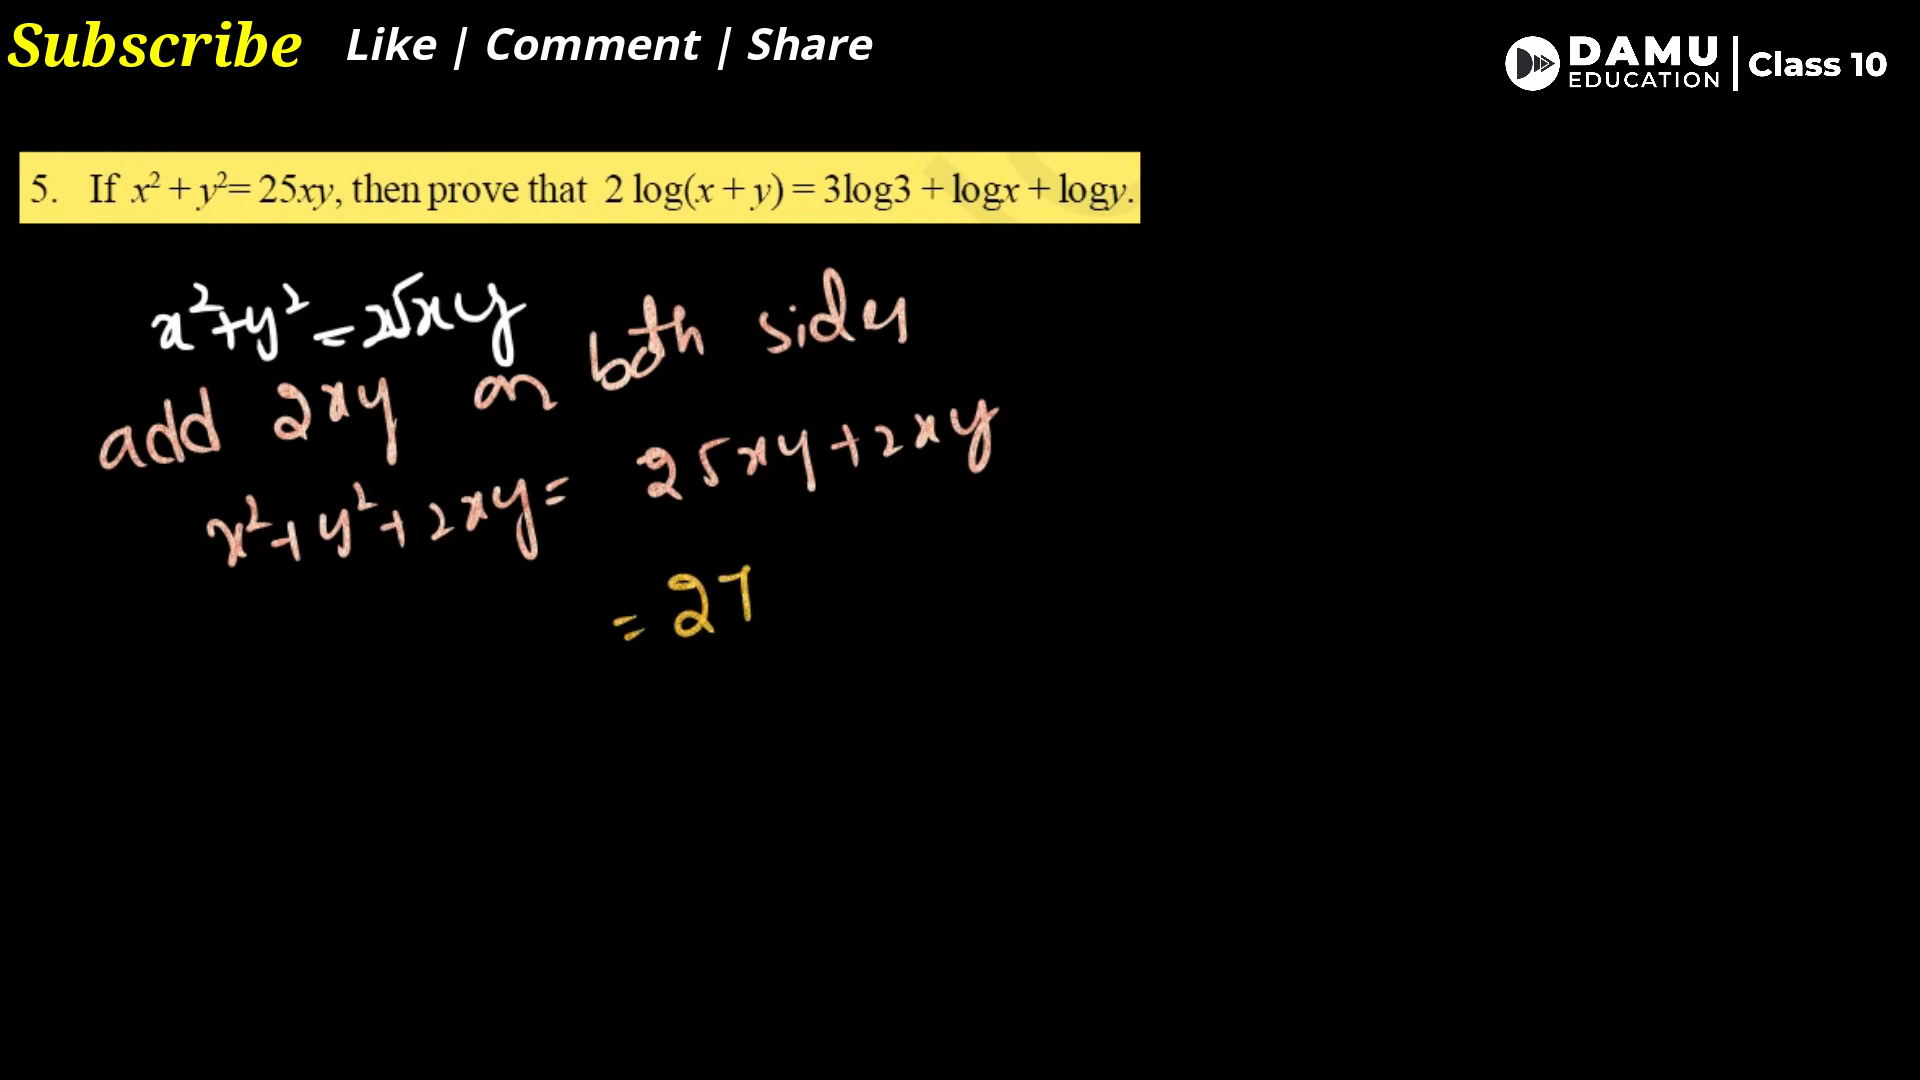 Subscribe Like | Comment | Share
DAMU EDUCATION | Class 10
5. If x² + y²= 25xy, then prove that 2 log(x + y) = 3log3 + logx + logy.
x²+y² = 25xy
add 2xy on both sides
x²+y²+2xy = 25xy+2xy
= 27